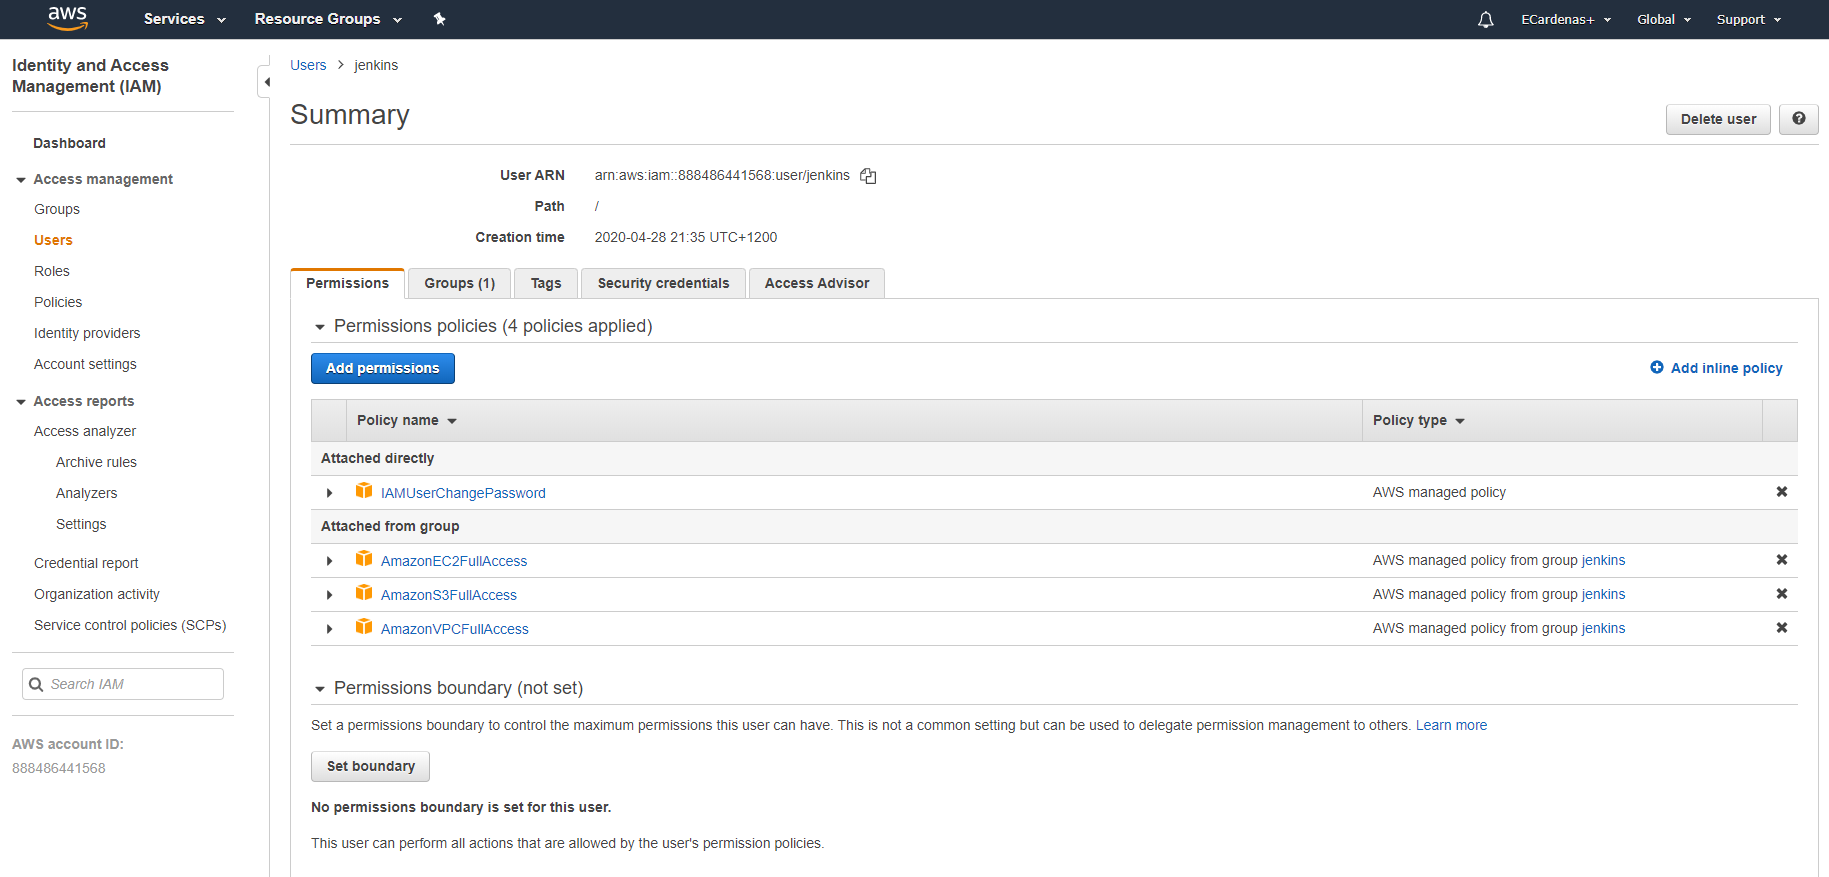 aws Services Resource Groups ECardenas+ Global Support
Identity and Access
Management (IAM)
Dashboard
Access management
Groups
Users
Roles
Policies
Identity providers
Account settings
Access reports
Access analyzer
Archive rules
Analyzers
Settings
Credential report
Organization activity
Service control policies (SCPs)
Search IAM
AWS account ID:
888486441568
Users > jenkins
Summary
Delete user ?
User ARN arn:aws:iam::888486441568:user/jenkins
Path /
Creation time 2020-04-28 21:35 UTC+1200
Permissions Groups (1) Tags Security credentials Access Advisor
Permissions policies (4 policies applied)
Add permissions Add inline policy
Policy name Policy type
Attached directly
IAMUserChangePassword AWS managed policy
Attached from group
AmazonEC2FullAccess AWS managed policy from group jenkins
AmazonS3FullAccess AWS managed policy from group jenkins
AmazonVPCFullAccess AWS managed policy from group jenkins
Permissions boundary (not set)
Set a permissions boundary to control the maximum permissions this user can have. This is not a common setting but can be used to delegate permission management to others. Learn more
Set boundary
No permissions boundary is set for this user.
This user can perform all actions that are allowed by the user's permission policies.